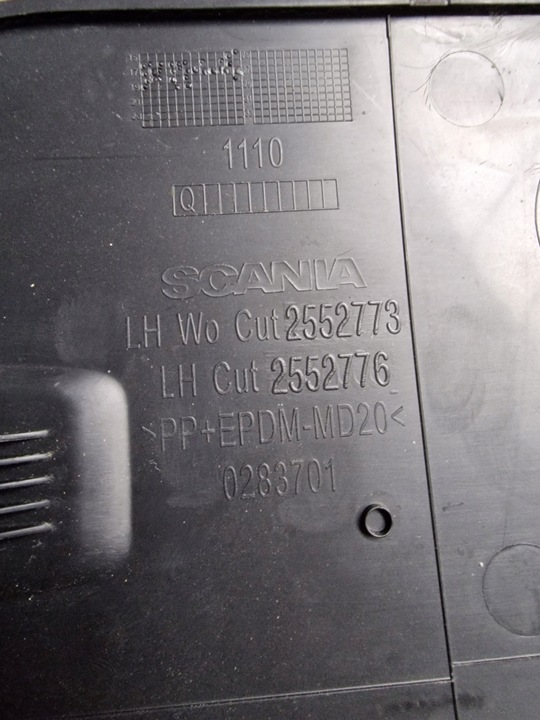 1110
Q
SCANIA
LH Wo Cut 2552773
LH Cut 2552776
>PP+EPDM-MD20<
0283701